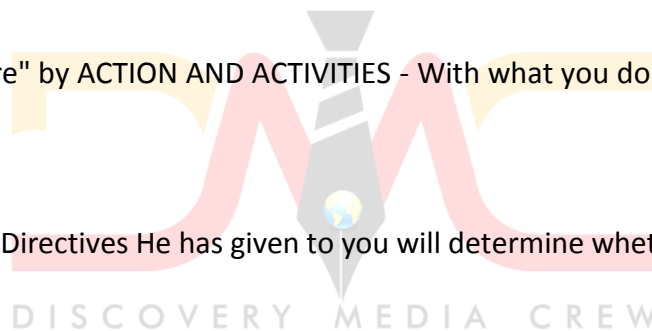 re" by ACTION AND ACTIVITIES - With what you do
Directives He has given to you will determine whet
DISCOVERY MEDIA CREW